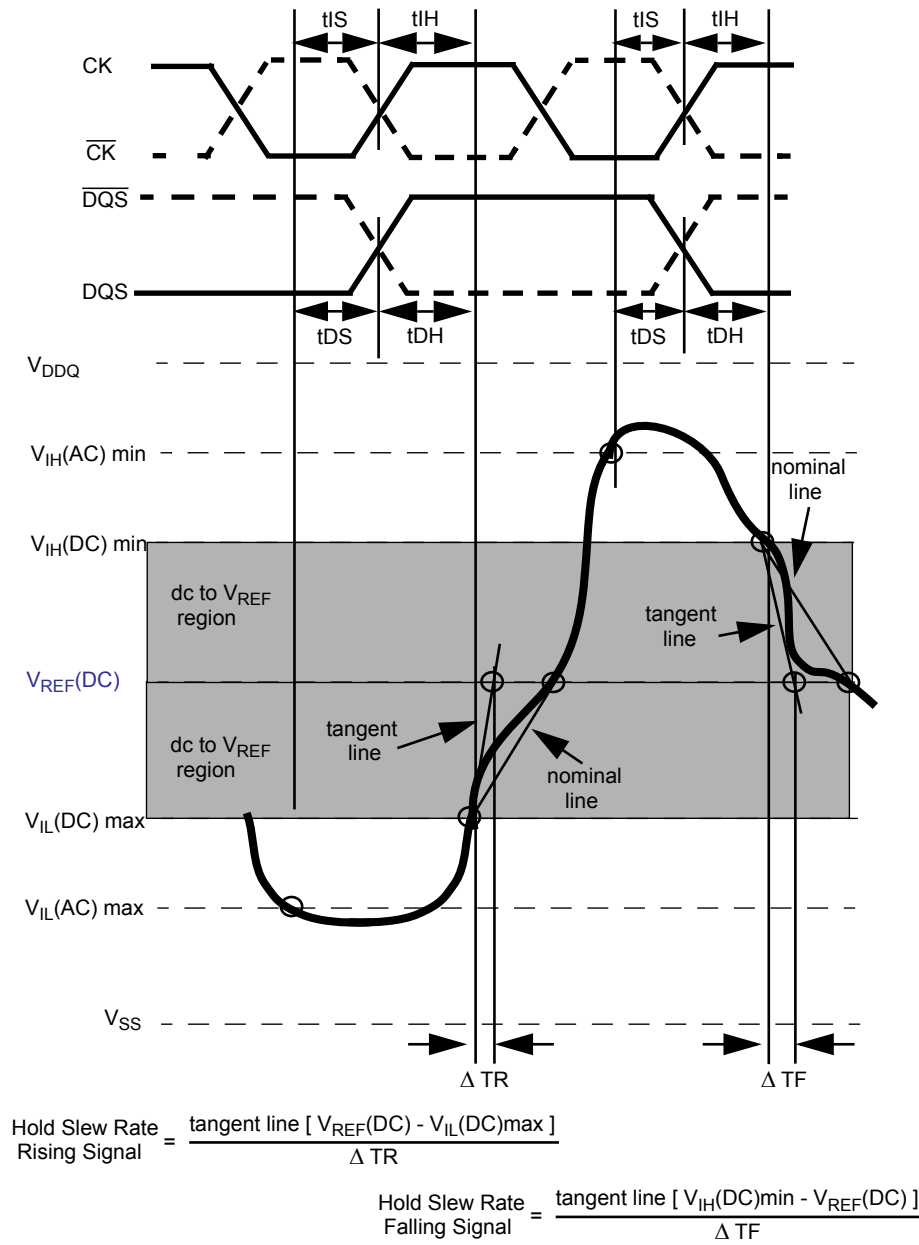 tIS tIH tIS tIH
CK
CK
DQS
DQS
tDS tDH tDS tDH
VDDQ
VIH(AC) min
nominal
line
VIH(DC) min
dc to VREF
region
tangent
line
VREF(DC)
tangent
line
dc to VREF
region
nominal
line
VIL(DC) max
VIL(AC) max
VSS
Δ TR Δ TF
Hold Slew Rate
Rising Signal = tangent line [ VREF(DC) - VIL(DC)max ]
Δ TR
Hold Slew Rate
Falling Signal = tangent line [ VIH(DC)min - VREF(DC) ]
Δ TF